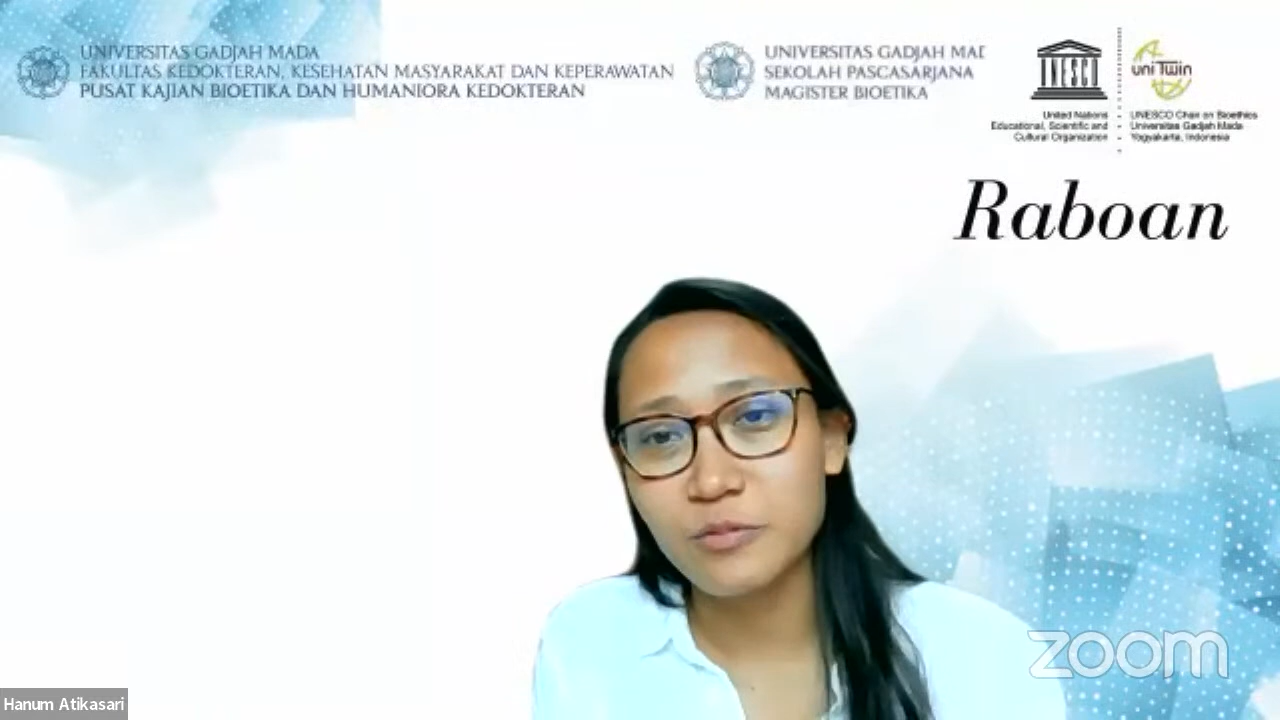 UNIVERSITAS GADJAH MADA
FAKULTAS KEDOKTERAN, KESEHATAN MASYARAKAT DAN KEPERAWATAN
PUSAT KAJIAN BIOETIKA DAN HUMANIORA KEDOKTERAN
UNIVERSITAS GADJAH MAD
SEKOLAH PASCASARJANA
MAGISTER BIOETIKA
UNESCO
United Nations
Educational, Scientific and
Cultural Organization
uniTwin
UNESCO Chair on Bioethics
Universitas Gadjah Mada
Yogyakarta, Indonesia
Raboan
zoom
Hanum Atikasari